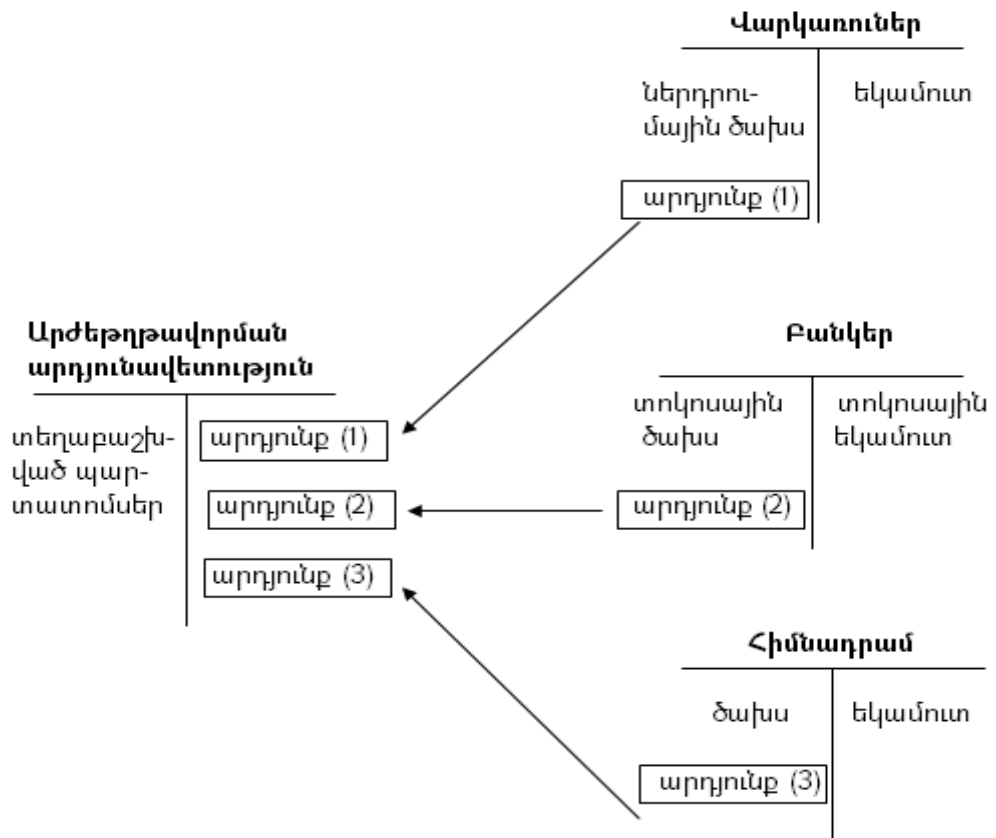 Վարկառուներ
ներդրու-
մային ծախս
եկամուտ
արդյունք (1)
Արժեթղթավորման
արդյունավետություն
տեղաբաշխ-
ված պար-
տատոմսեր
արդյունք (1)
արդյունք (2)
արդյունք (3)
Բանկեր
տոկոսային
ծախս
տոկոսային
եկամուտ
արդյունք (2)
Հիմնադրամ
ծախս
եկամուտ
արդյունք (3)